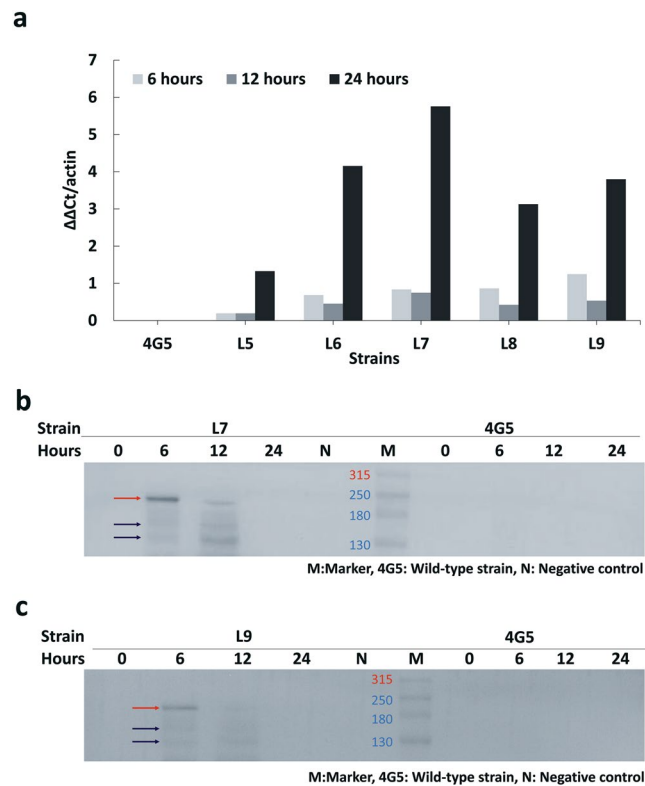 a
7
6
5
4
3
2
1
0
ΔΔCt/actin
6 hours 12 hours 24 hours
4G5 L5 L6 L7 L8 L9
Strains
b
Strain L7 4G5
Hours 0 6 12 24 N M 0 6 12 24
315
250
180
130
M:Marker, 4G5: Wild-type strain, N: Negative control
c
Strain L9 4G5
Hours 0 6 12 24 N M 0 6 12 24
315
250
180
130
M:Marker, 4G5: Wild-type strain, N: Negative control